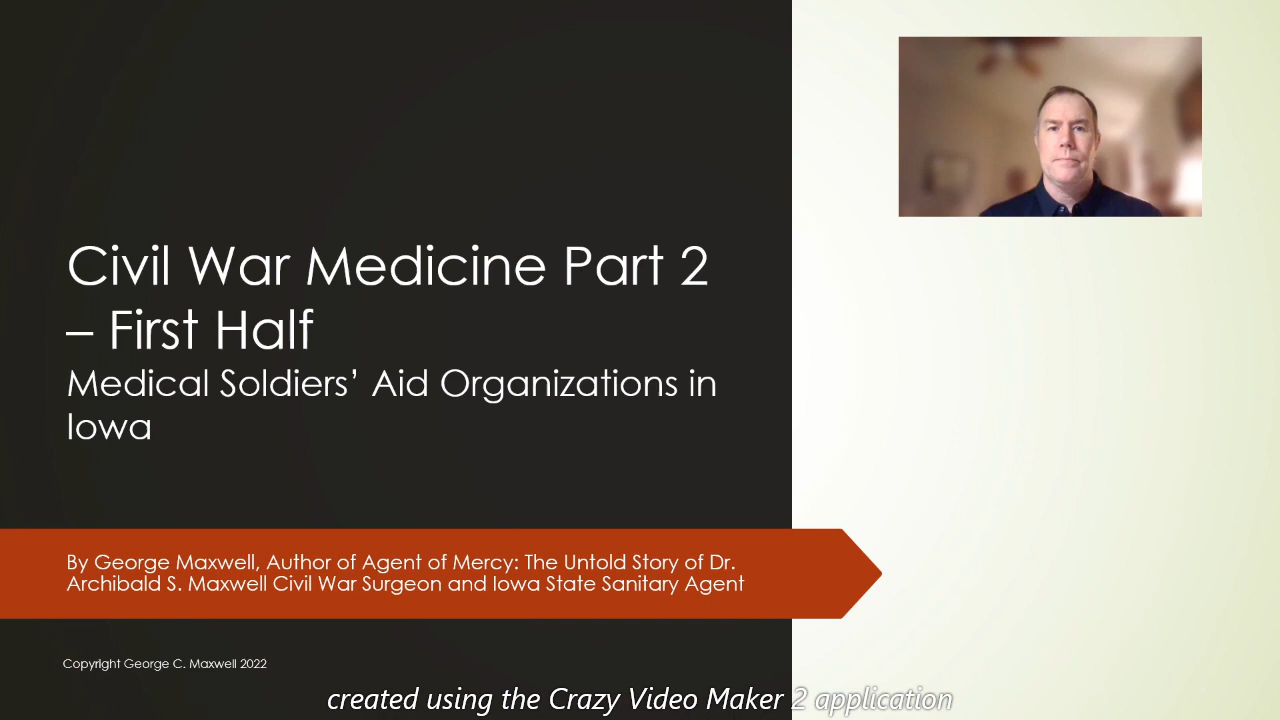 Civil War Medicine Part 2
– First Half
Medical Soldiers’ Aid Organizations in
Iowa
By George Maxwell, Author of Agent of Mercy: The Untold Story of Dr.
Archibald S. Maxwell Civil War Surgeon and Iowa State Sanitary Agent
Copyright George C. Maxwell 2022
created using the Crazy Video Maker 2 application